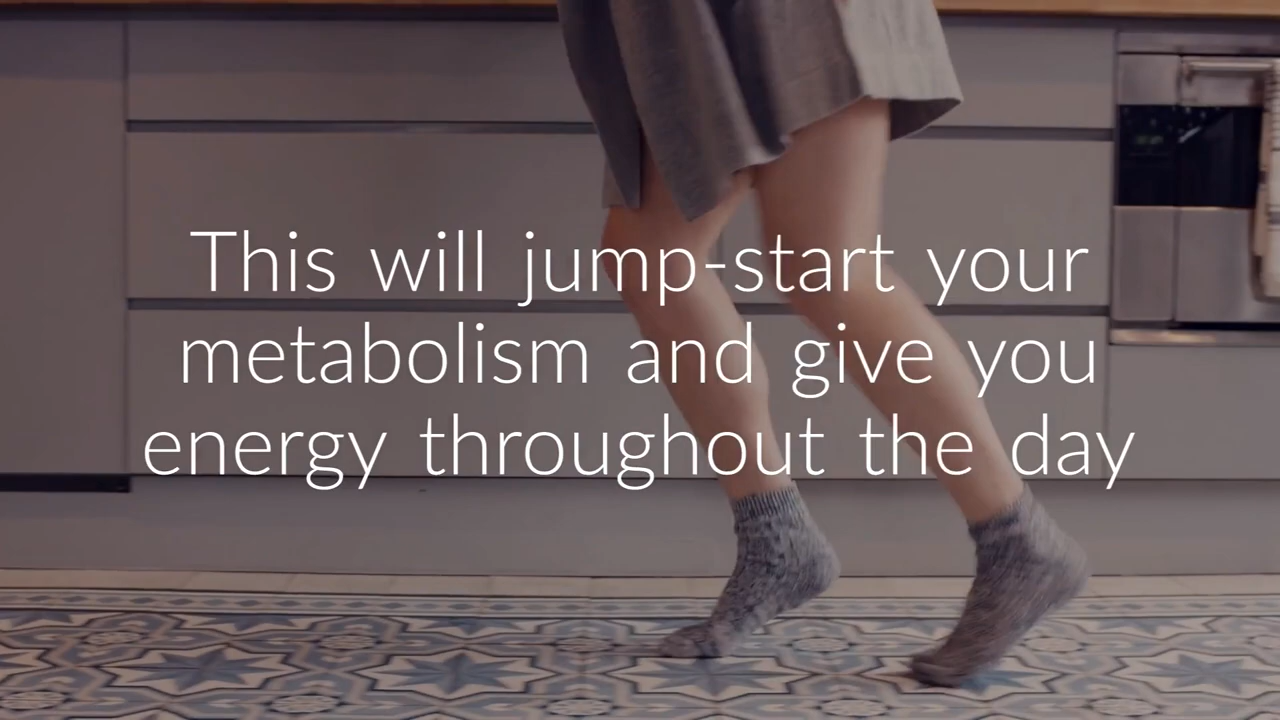 This will jump-start your
metabolism and give you
energy throughout the day